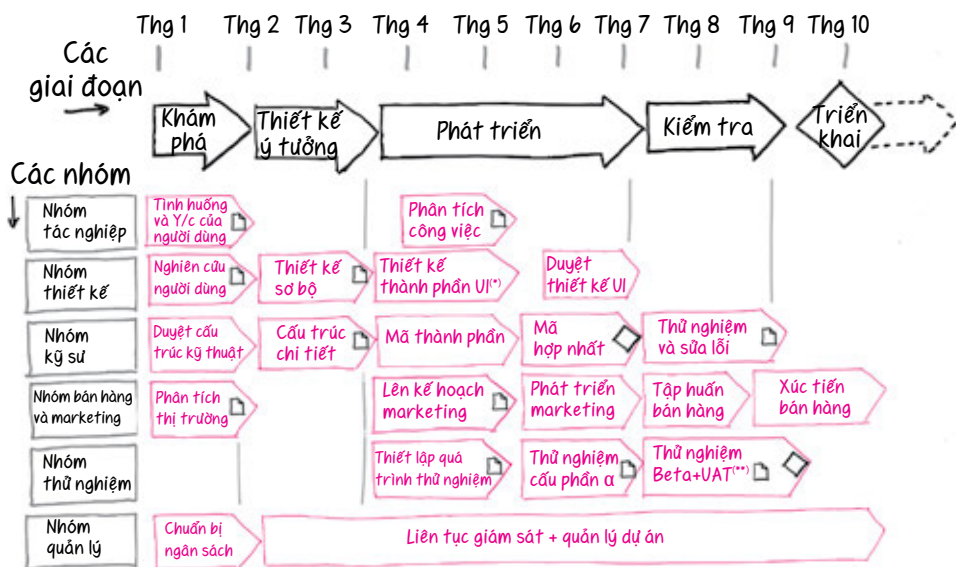 Thg 1 Thg 2 Thg 3 Thg 4 Thg 5 Thg 6 Thg 7 Thg 8 Thg 9 Thg 10
Các
giai đoạn
Khám
phá
Thiết kế
ý tưởng
Phát triển
Kiểm tra
Triển
khai
Các nhóm
Nhóm
tác nghiệp
Tình huống
và Y/c của
người dùng
Phân tích
công việc
Nhóm
thiết kế
Nghiên cứu
người dùng
Thiết kế
sơ bộ
Thiết kế
thành phần UI(*)
Duyệt
thiết kế UI
Nhóm
kỹ sư
Duyệt cấu
trúc kỹ thuật
Cấu trúc
chi tiết
Mã thành phần
Mã
hợp nhất
Thử nghiệm
và sửa lỗi
Nhóm bán hàng
và marketing
Phân tích
thị trường
Lên kế hoạch
marketing
Phát triển
marketing
Tập huấn
bán hàng
Xúc tiến
bán hàng
Nhóm
thử nghiệm
Thiết lập quá
trình thử nghiệm
Thử nghiệm
cấu phần α
Thử nghiệm
Beta+UAT(**)
Nhóm
quản lý
Chuẩn bị
ngân sách
Liên tục giám sát + quản lý dự án